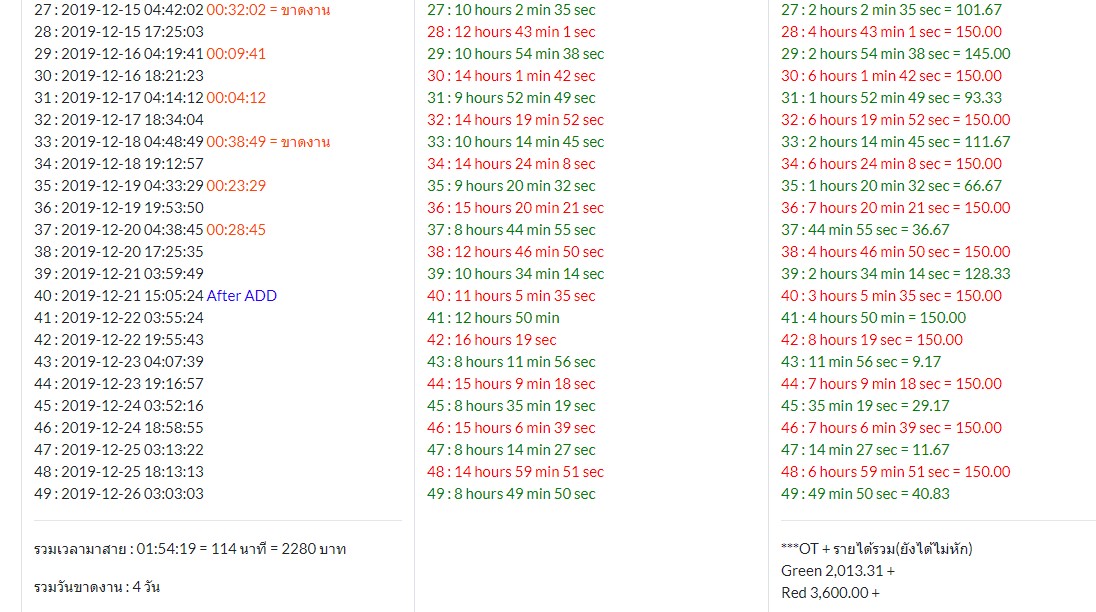 27 : 2019-12-15 04:42:02 00:32:02 = ขาดงาน
28 : 2019-12-15 17:25:03
29 : 2019-12-16 04:19:41 00:09:41
30 : 2019-12-16 18:21:23
31 : 2019-12-17 04:14:12 00:04:12
32 : 2019-12-17 18:34:04
33 : 2019-12-18 04:48:49 00:38:49 = ขาดงาน
34 : 2019-12-18 19:12:57
35 : 2019-12-19 04:33:29 00:23:29
36 : 2019-12-19 19:53:50
37 : 2019-12-20 04:38:45 00:28:45
38 : 2019-12-20 17:25:35
39 : 2019-12-21 03:59:49
40 : 2019-12-21 15:05:24 After ADD
41 : 2019-12-22 03:55:24
42 : 2019-12-22 19:55:43
43 : 2019-12-23 04:07:39
44 : 2019-12-23 19:16:57
45 : 2019-12-24 03:52:16
46 : 2019-12-24 18:58:55
47 : 2019-12-25 03:13:22
48 : 2019-12-25 18:13:13
49 : 2019-12-26 03:03:03
รวมเวลามาสาย : 01:54:19 = 114 นาที = 2280 บาท
รวมวันขาดงาน : 4 วัน
27 : 10 hours 2 min 35 sec
28 : 12 hours 43 min 1 sec
29 : 10 hours 54 min 38 sec
30 : 14 hours 1 min 42 sec
31 : 9 hours 52 min 49 sec
32 : 14 hours 19 min 52 sec
33 : 10 hours 14 min 45 sec
34 : 14 hours 24 min 8 sec
35 : 9 hours 20 min 32 sec
36 : 15 hours 20 min 21 sec
37 : 8 hours 44 min 55 sec
38 : 12 hours 46 min 50 sec
39 : 10 hours 34 min 14 sec
40 : 11 hours 5 min 35 sec
41 : 12 hours 50 min
42 : 16 hours 19 sec
43 : 8 hours 11 min 56 sec
44 : 15 hours 9 min 18 sec
45 : 8 hours 35 min 19 sec
46 : 15 hours 6 min 39 sec
47 : 8 hours 14 min 27 sec
48 : 14 hours 59 min 51 sec
49 : 8 hours 49 min 50 sec
27 : 2 hours 2 min 35 sec = 101.67
28 : 4 hours 43 min 1 sec = 150.00
29 : 2 hours 54 min 38 sec = 145.00
30 : 6 hours 1 min 42 sec = 150.00
31 : 1 hours 52 min 49 sec = 93.33
32 : 6 hours 19 min 52 sec = 150.00
33 : 2 hours 14 min 45 sec = 111.67
34 : 6 hours 24 min 8 sec = 150.00
35 : 1 hours 20 min 32 sec = 66.67
36 : 7 hours 20 min 21 sec = 150.00
37 : 44 min 55 sec = 36.67
38 : 4 hours 46 min 50 sec = 150.00
39 : 2 hours 34 min 14 sec = 128.33
40 : 3 hours 5 min 35 sec = 150.00
41 : 4 hours 50 min = 150.00
42 : 8 hours 19 sec = 150.00
43 : 11 min 56 sec = 9.17
44 : 7 hours 9 min 18 sec = 150.00
45 : 35 min 19 sec = 29.17
46 : 7 hours 6 min 39 sec = 150.00
47 : 14 min 27 sec = 11.67
48 : 6 hours 59 min 51 sec = 150.00
49 : 49 min 50 sec = 40.83
***OT + รายได้รวม(ยังได้ไม่หัก)
Green 2,013.31 +
Red 3,600.00 +